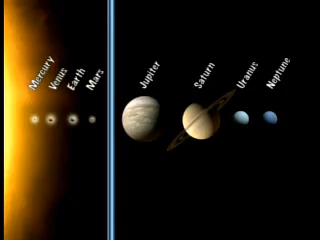 Mercury
Venus
Earth
Mars
Jupiter
Saturn
Uranus
Neptune